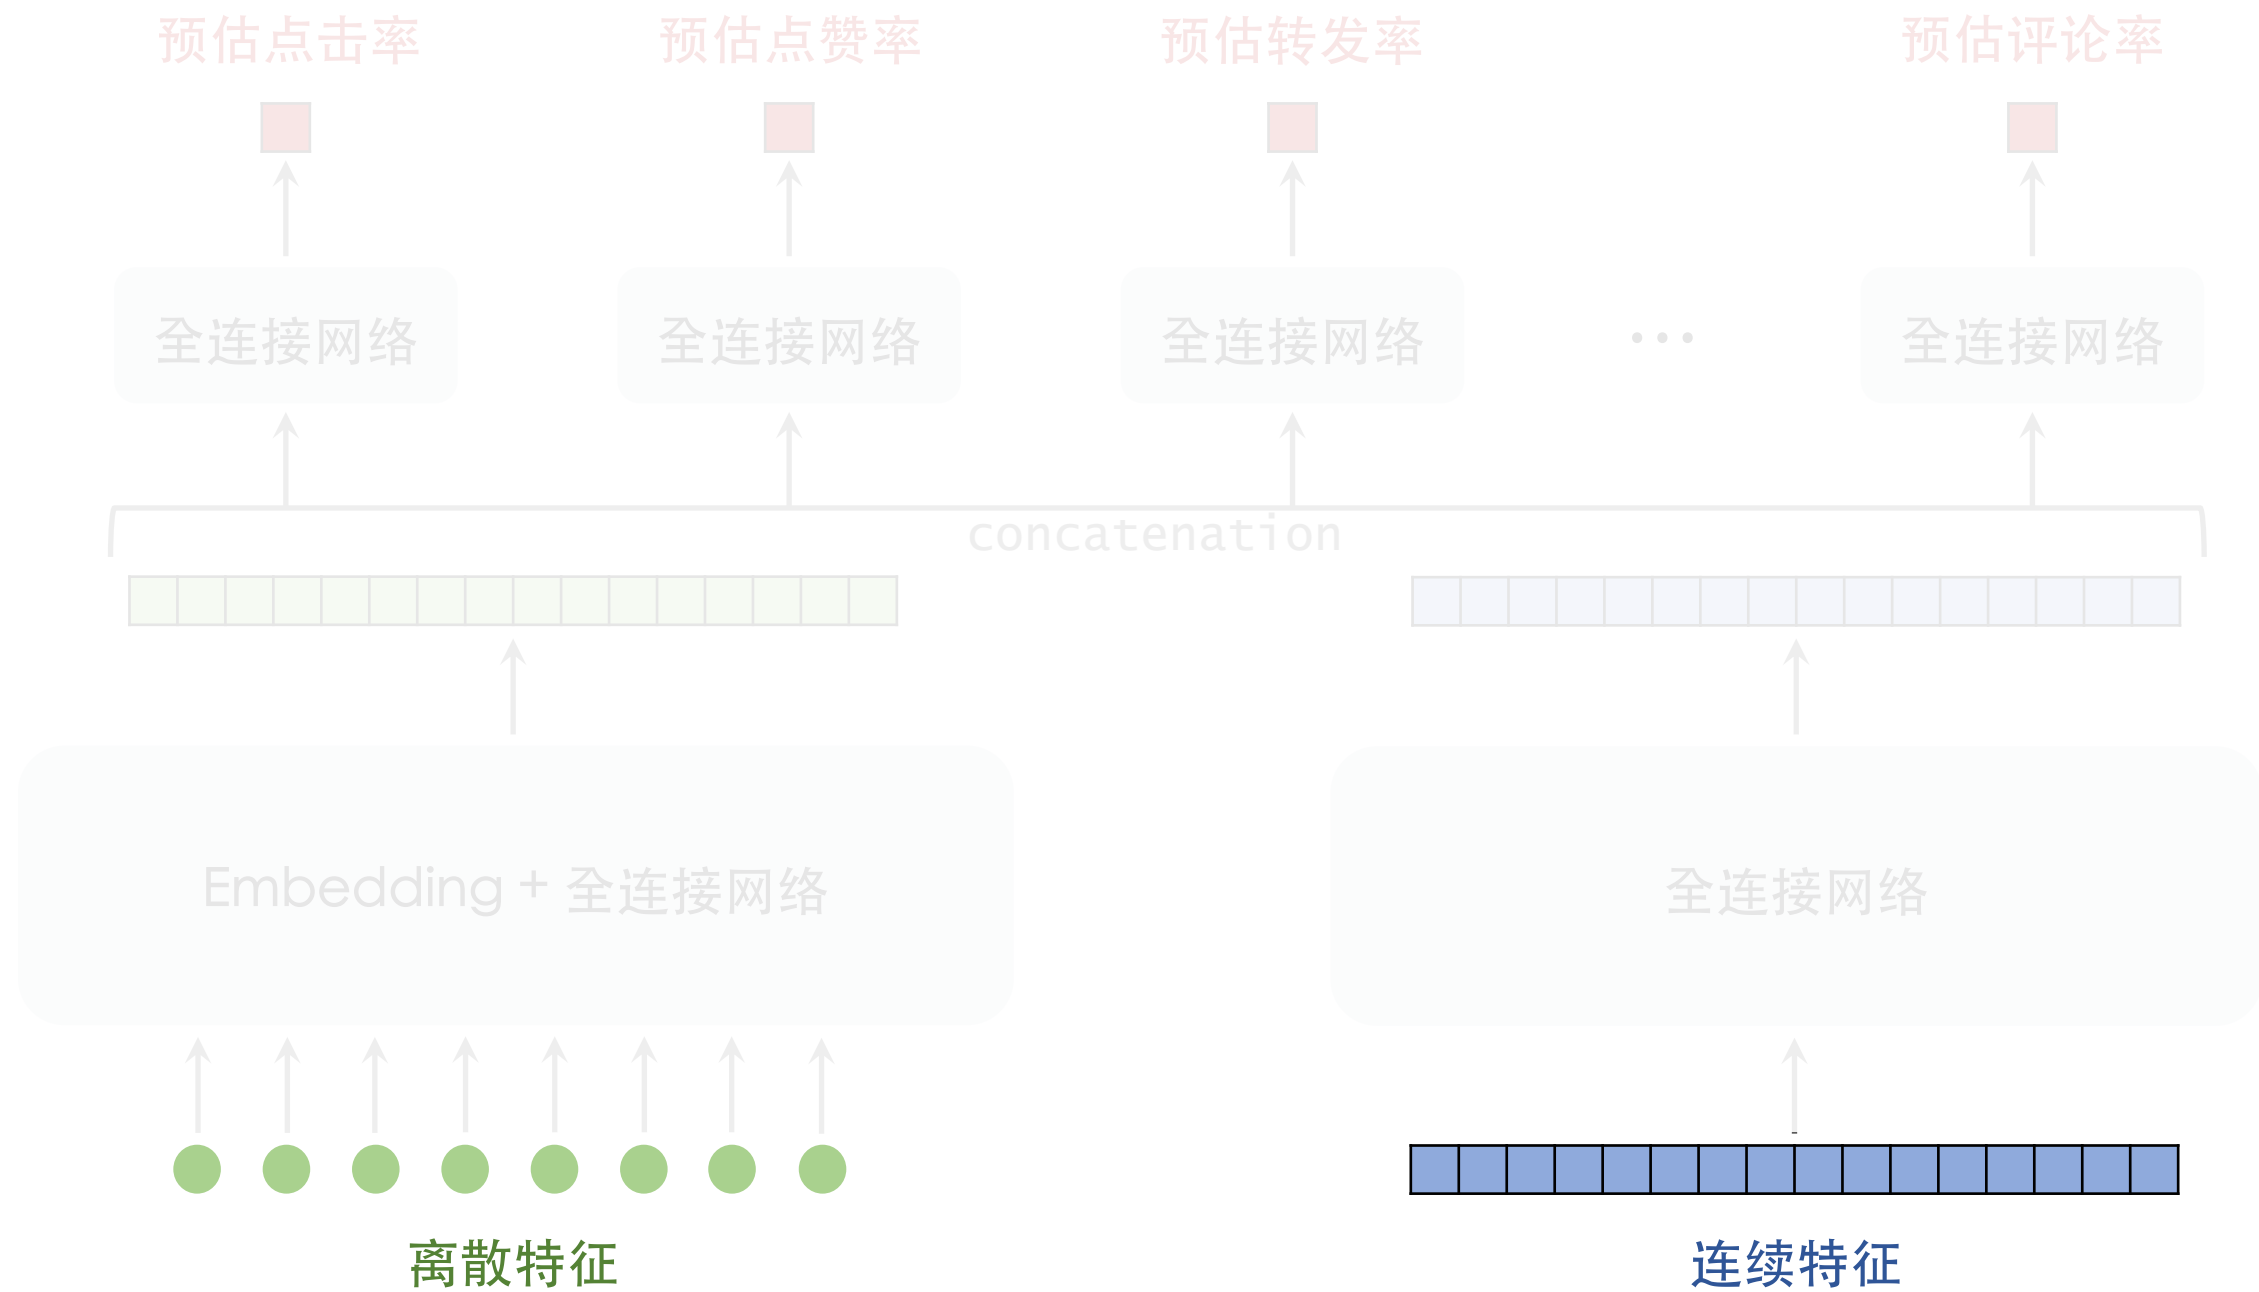 预估点击率 预估点赞率 预估转发率 预估评论率
全连接网络 全连接网络 全连接网络 ... 全连接网络
concatenation
Embedding + 全连接网络 全连接网络
离散特征 连续特征